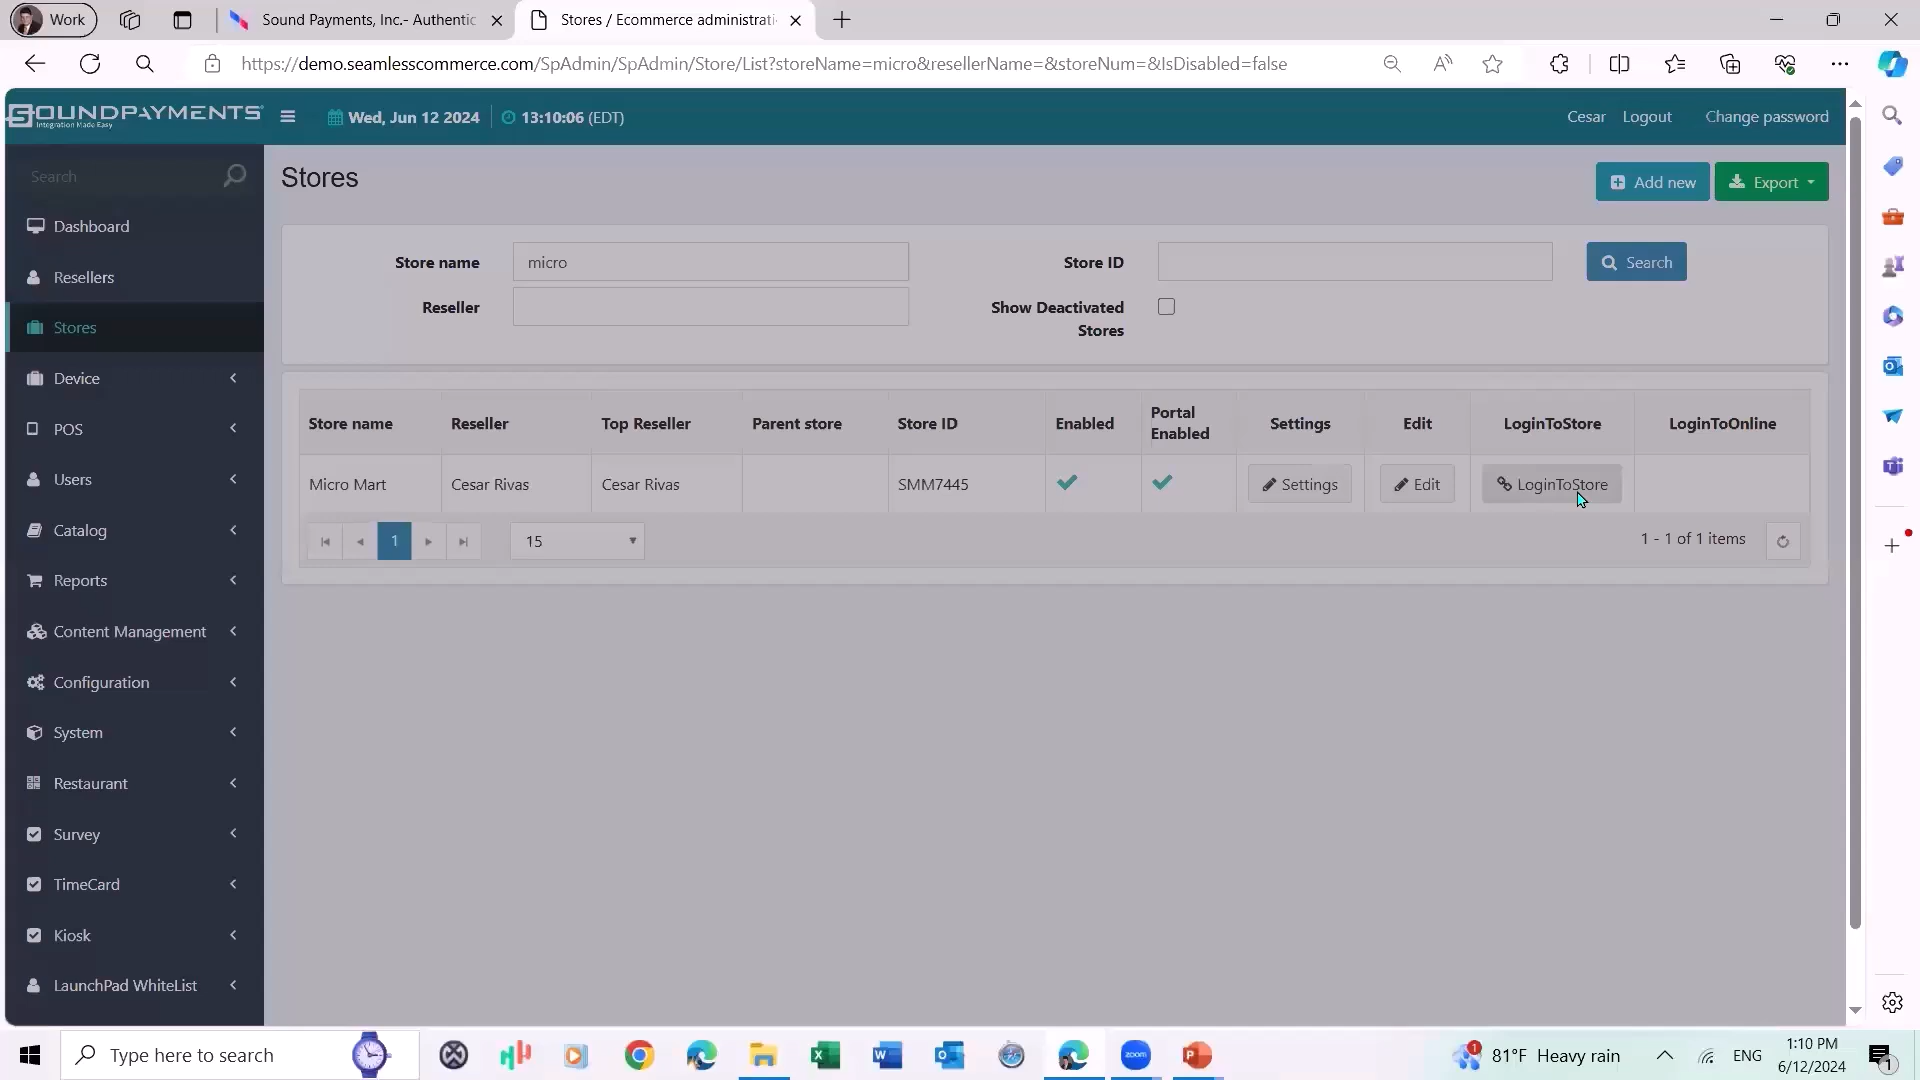 Work
Sound Payments, Inc.- Authentic
Stores / Ecommerce administrati
https://demo.seamlesscommerce.com/SpAdmin/SpAdmin/Store/List?storeName=micro&resellerName=&storeNum=&IsDisabled=false
SOUNDPAYMENTS
Integration Made Easy
Wed, Jun 12 2024
13:10:06 (EDT)
Cesar
Logout
Change password
Search
Dashboard
Resellers
Stores
Device
POS
Users
Catalog
Reports
Content Management
Configuration
System
Restaurant
Survey
TimeCard
Kiosk
LaunchPad WhiteList
Stores
Add new
Export
Store name
micro
Store ID
Search
Reseller
Show Deactivated
Stores
Store name Reseller Top Reseller Parent store Store ID Enabled Portal Enabled Settings Edit LoginToStore LoginToOnline
Micro Mart Cesar Rivas Cesar Rivas SMM7445 Settings Edit LoginToStore
1
15
1 - 1 of 1 items
Type here to search
zoom
1
81°F Heavy rain
ENG
1:10 PM
6/12/2024
1